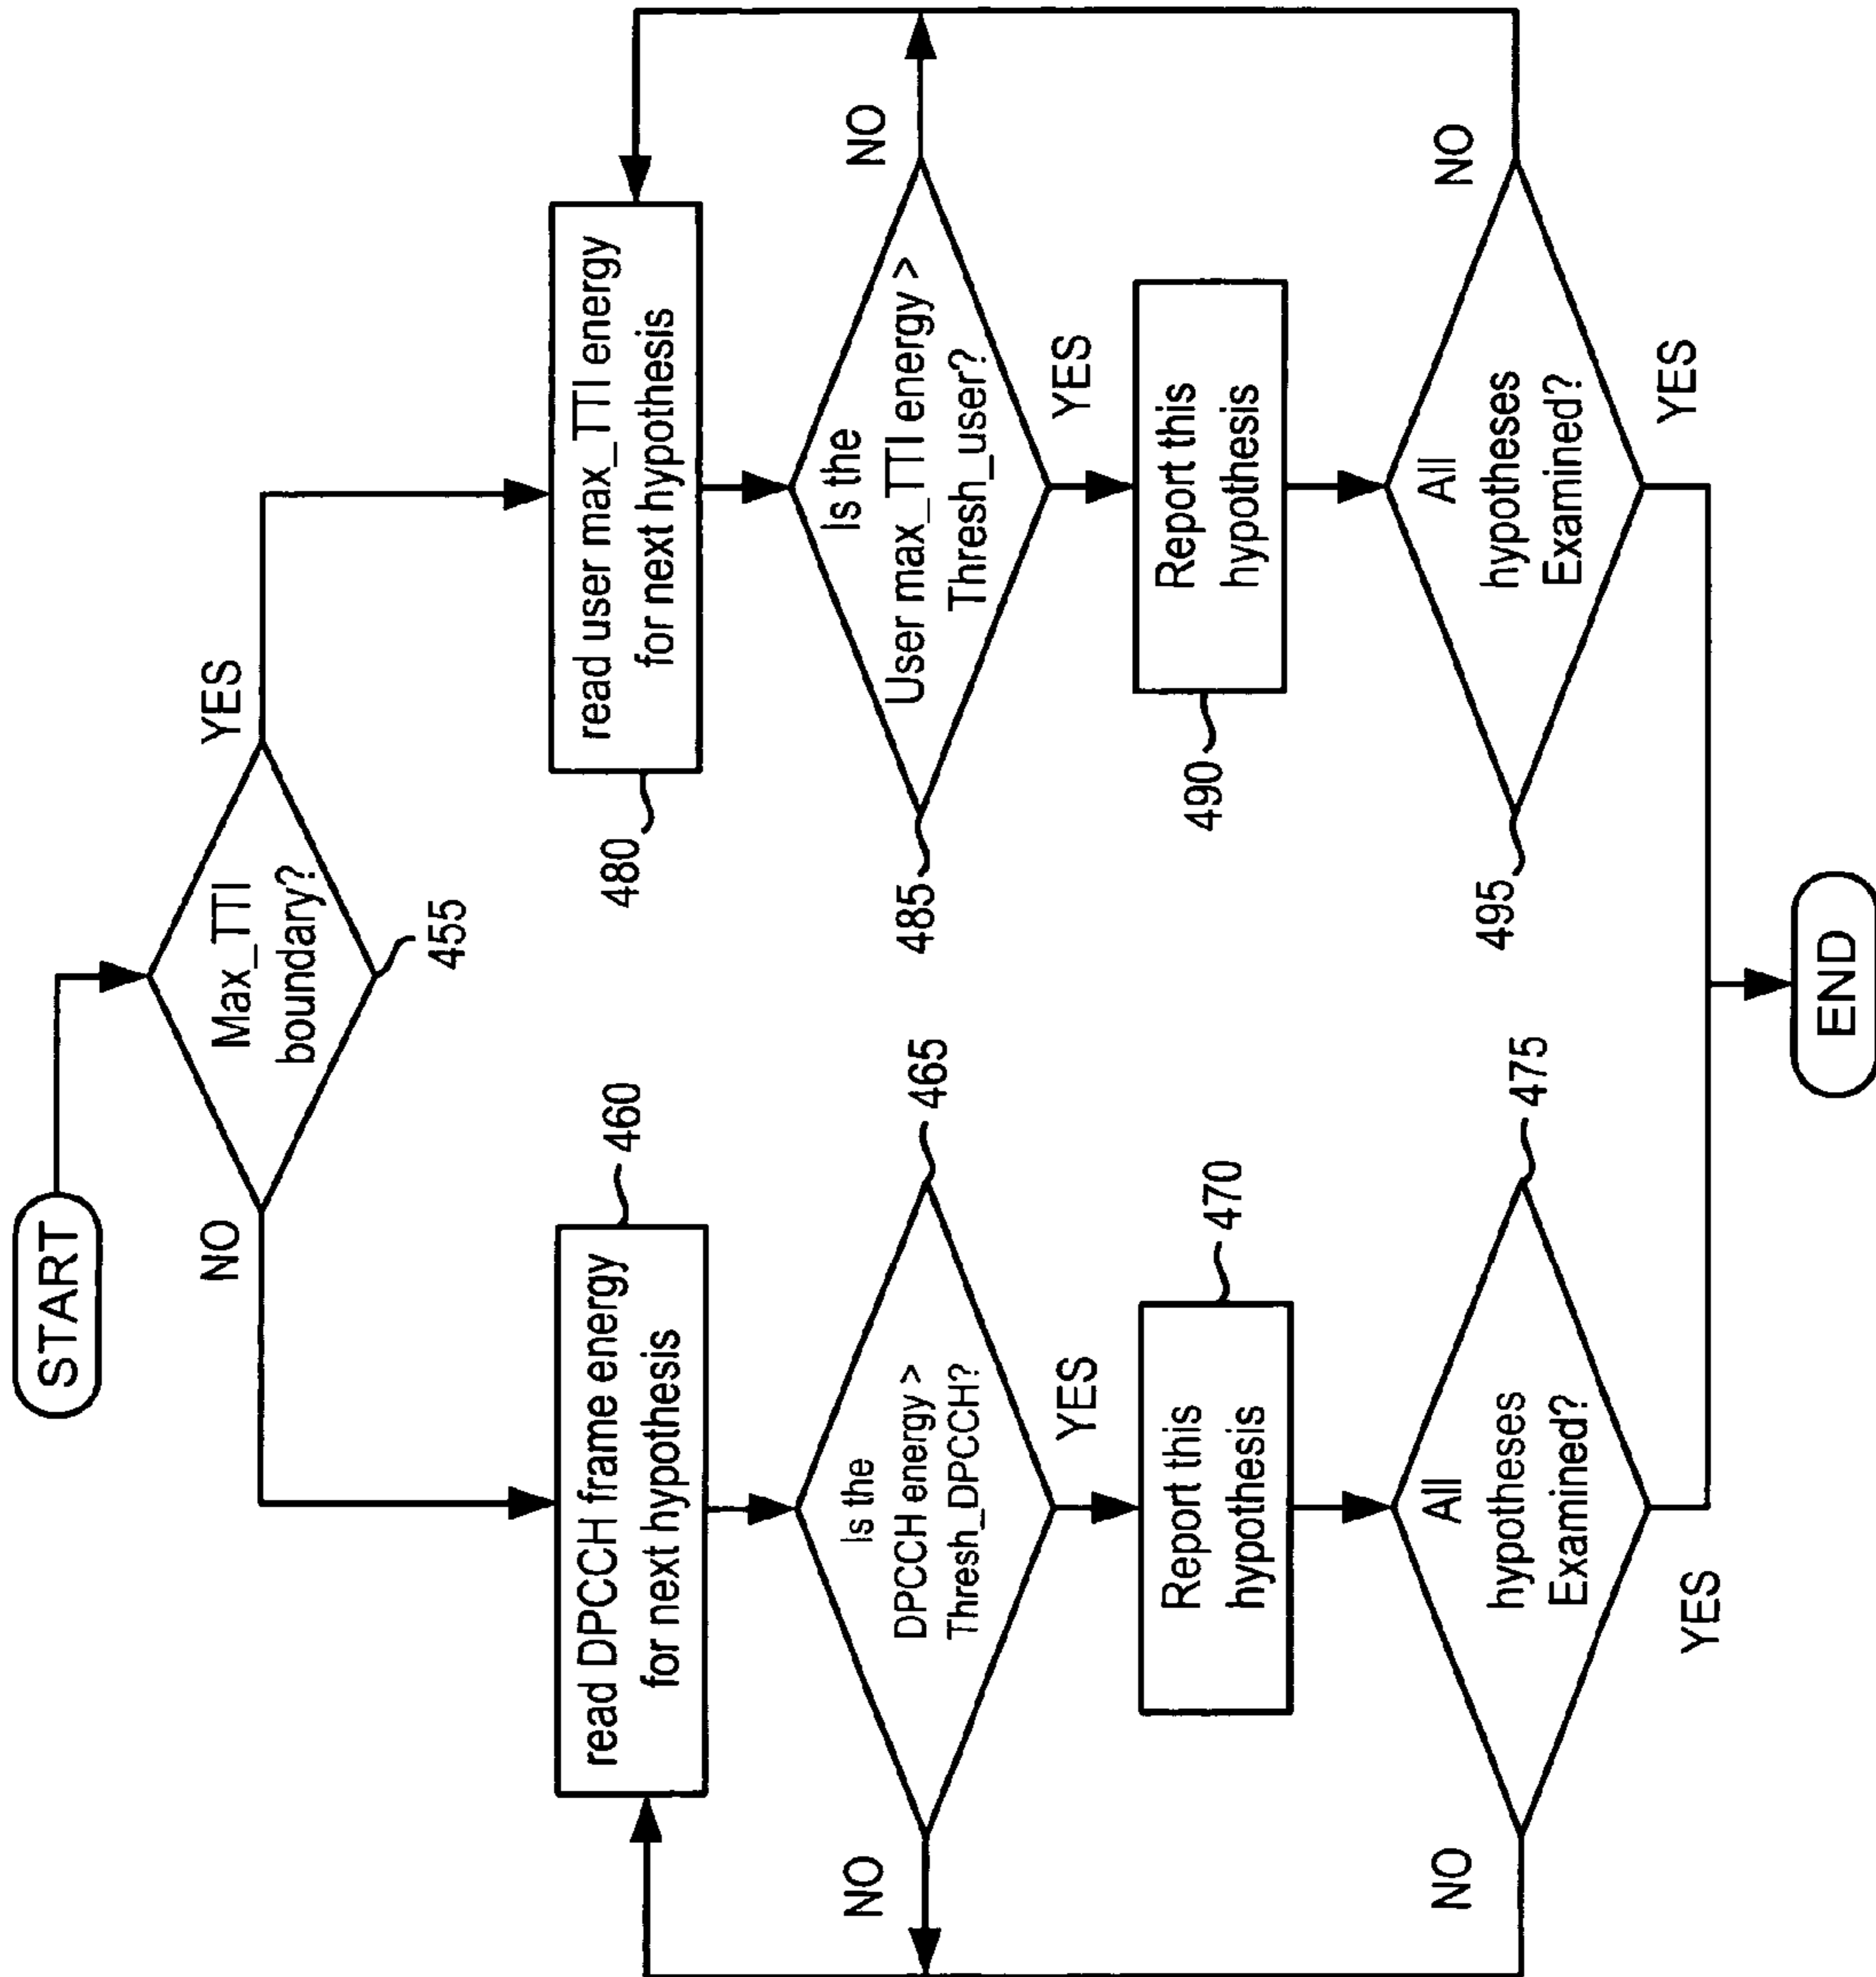 START
Max_TTI
boundary?
455
NO
YES
read DPCCH frame energy
for next hypothesis
460
Is the
DPCCH energy >
Thresh_DPCCH?
465
NO
YES
Report this
hypothesis
470
All
hypotheses
Examined?
475
NO
YES
read user max_TTI energy
for next hypothesis
480
Is the
User max_TTI energy >
Thresh_user?
485
NO
YES
Report this
hypothesis
490
All
hypotheses
Examined?
495
NO
YES
END